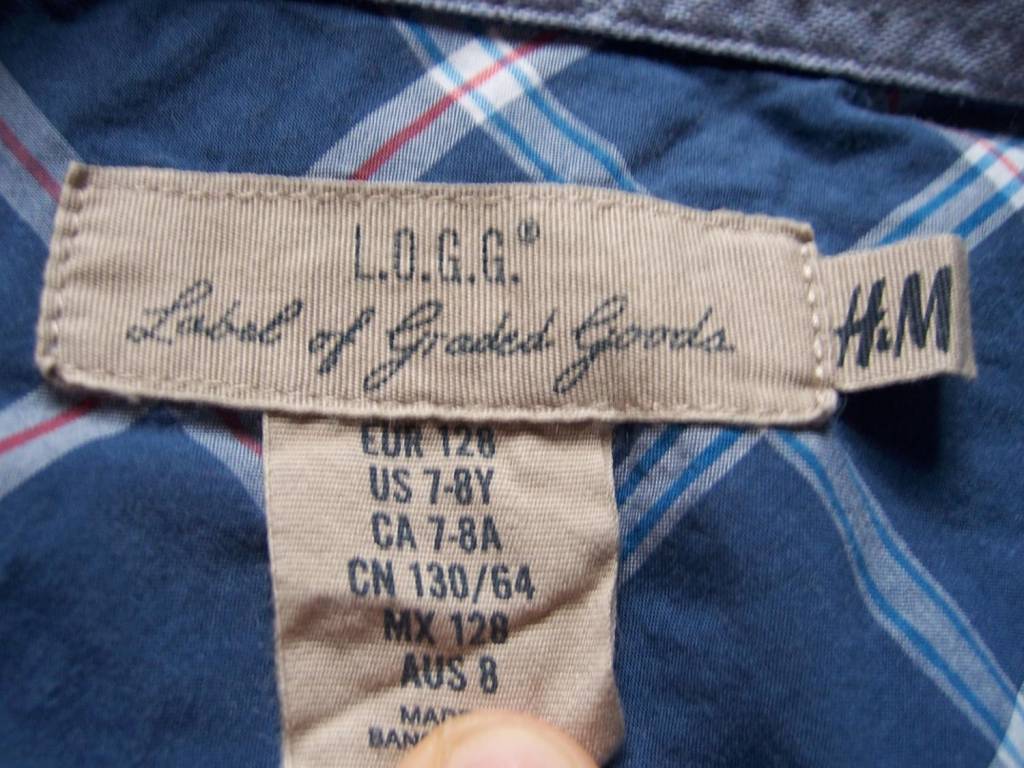 L.O.G.G.®
Label of Graded Goods
H&M
EUR 128
US 7-8Y
CA 7-8A
CN 130/64
MX 128
AUS 8